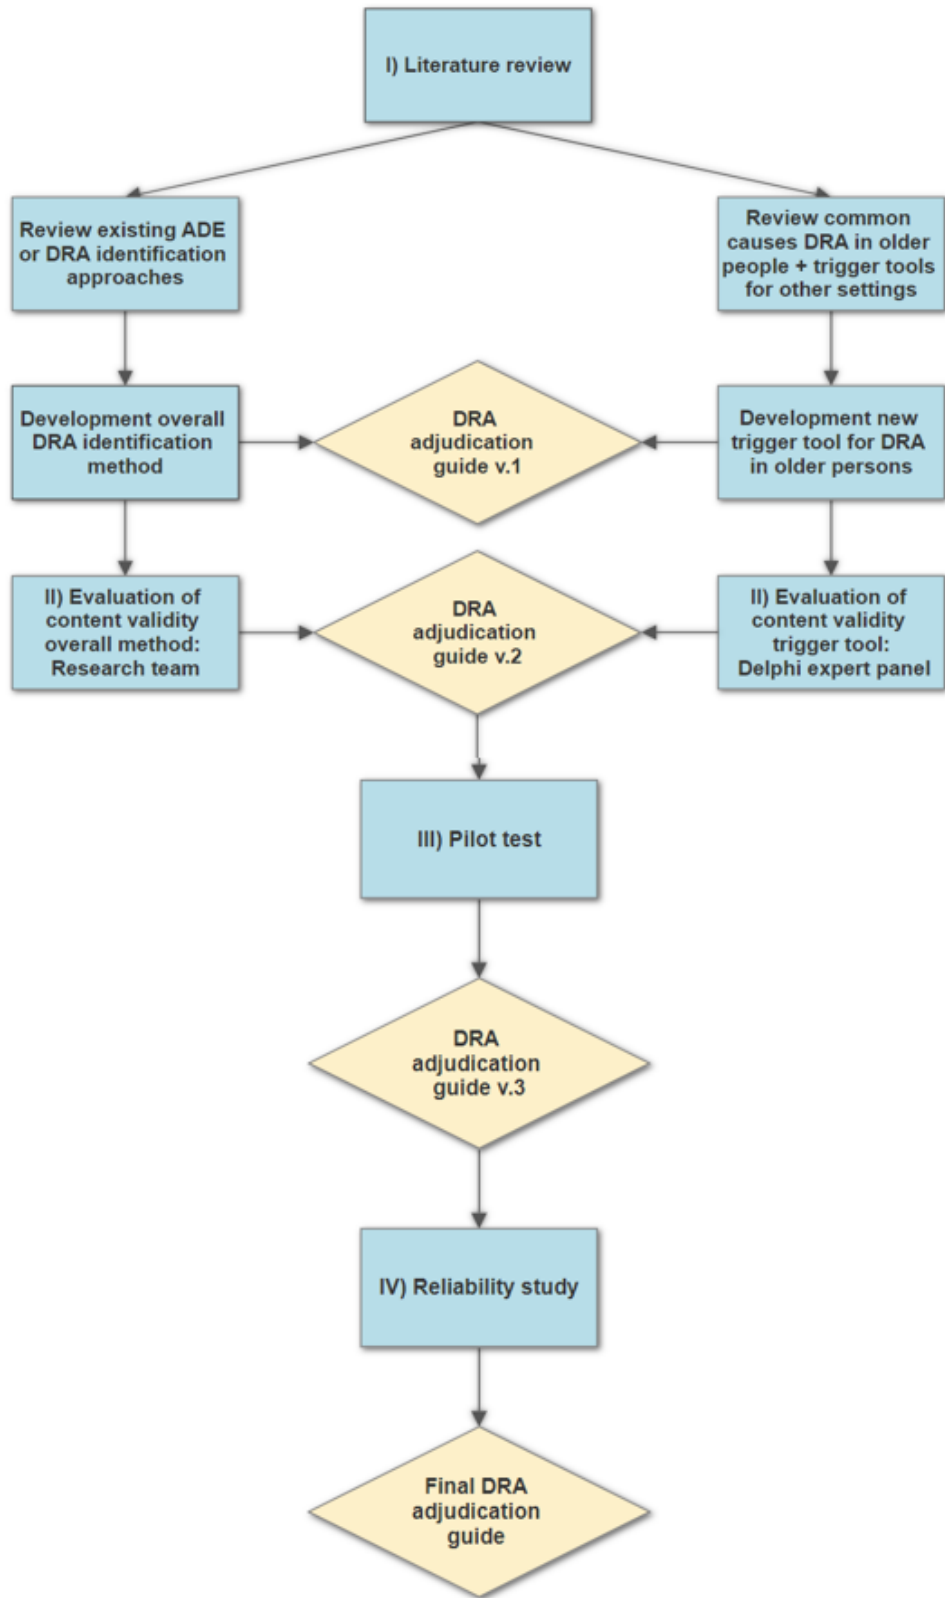 I) Literature review
Review existing ADE
or DRA identification
approaches
Review common
causes DRA in older
people + trigger tools
for other settings
Development overall
DRA identification
method
DRA
adjudication
guide v.1
Development new
trigger tool for DRA
in older persons
II) Evaluation of
content validity
overall method:
Research team
DRA
adjudication
guide v.2
II) Evaluation of
content validity
trigger tool:
Delphi expert panel
III) Pilot test
DRA
adjudication
guide v.3
IV) Reliability study
Final DRA
adjudication
guide